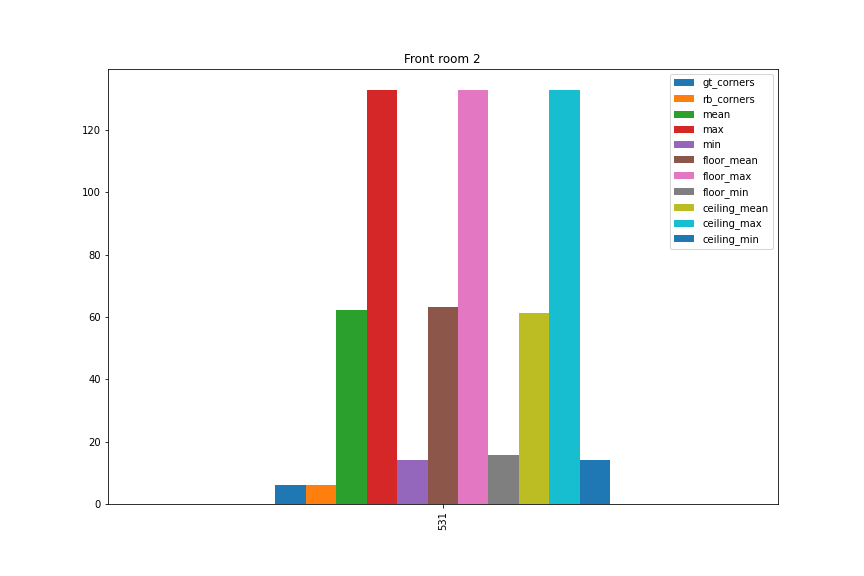 Front room 2
gt_corners
rb_corners
mean
max
min
floor_mean
floor_max
floor_min
ceiling_mean
ceiling_max
ceiling_min
120
100
80
60
40
20
0
531